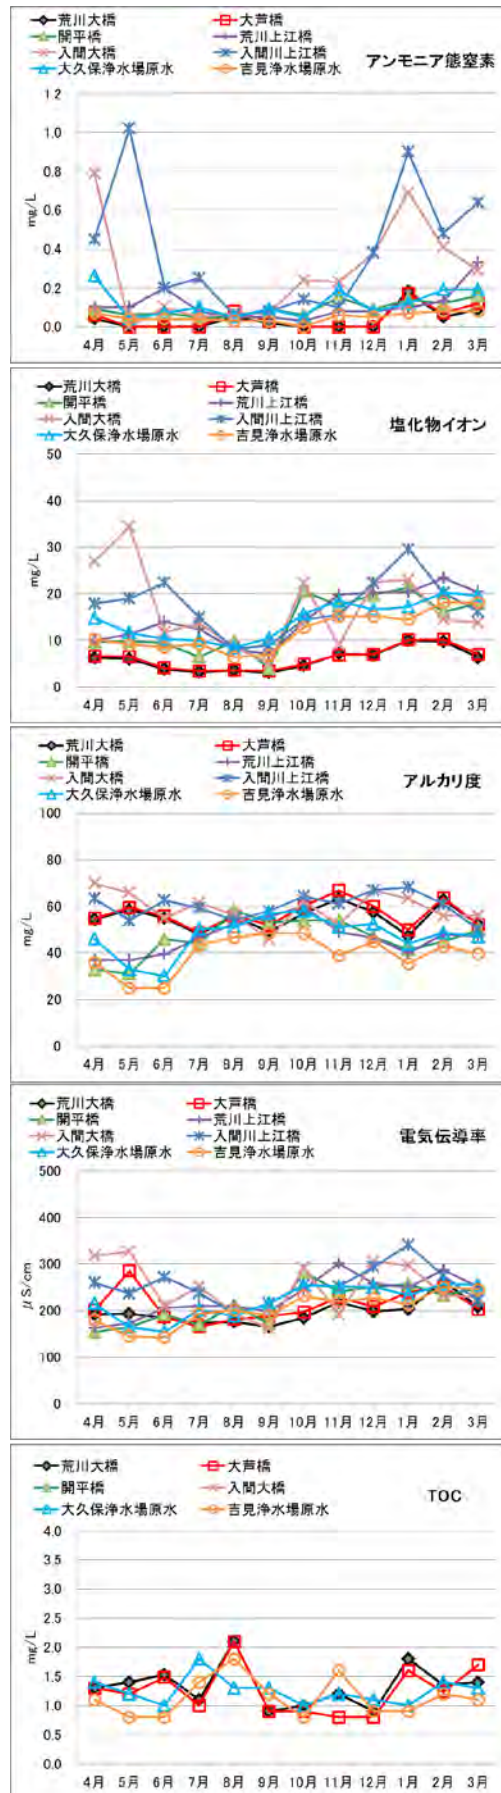 荒川大橋 大芦橋
開平橋 荒川上江橋
入間大橋 入間川上江橋
大久保浄水場原水 吉見浄水場原水
アンモニア態窒素
mg/L
1.2
1.0
0.8
0.6
0.4
0.2
0.0
4月 5月 6月 7月 8月 9月 10月 11月 12月 1月 2月 3月
荒川大橋 大芦橋
開平橋 荒川上江橋
入間大橋 入間川上江橋
大久保浄水場原水 吉見浄水場原水
塩化物イオン
mg/L
50
40
30
20
10
0
4月 5月 6月 7月 8月 9月 10月 11月 12月 1月 2月 3月
荒川大橋 大芦橋
開平橋 荒川上江橋
入間大橋 入間川上江橋
大久保浄水場原水 吉見浄水場原水
アルカリ度
mg/L
100
80
60
40
20
0
4月 5月 6月 7月 8月 9月 10月 11月 12月 1月 2月 3月
荒川大橋 大芦橋
開平橋 荒川上江橋
入間大橋 入間川上江橋
大久保浄水場原水 吉見浄水場原水
電気伝導率
μS/cm
500
400
300
200
100
0
4月 5月 6月 7月 8月 9月 10月 11月 12月 1月 2月 3月
荒川大橋 大芦橋
開平橋 入間大橋
大久保浄水場原水 吉見浄水場原水
TOC
mg/L
4.0
3.5
3.0
2.5
2.0
1.5
1.0
0.5
0.0
4月 5月 6月 7月 8月 9月 10月 11月 12月 1月 2月 3月